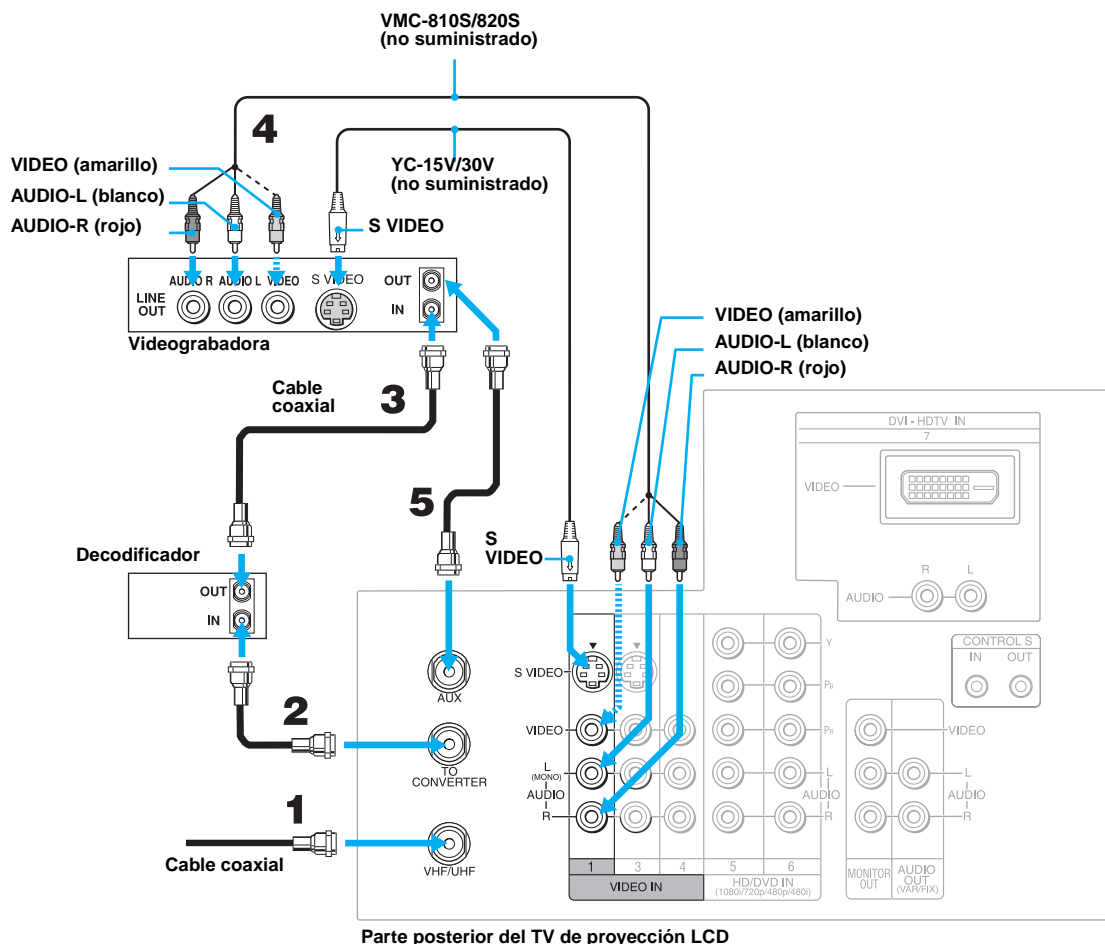 VMC-810S/820S
(no suministrado)
4
YC-15V/30V
(no suministrado)
VIDEO (amarillo)
AUDIO-L (blanco)
AUDIO-R (rojo)
S VIDEO
AUDIO R AUDIO L VIDEO S VIDEO OUT
LINE
OUT
IN
Videograbadora
VIDEO (amarillo)
AUDIO-L (blanco)
AUDIO-R (rojo)
Cable
coaxial
3
5
DVI - HDTV IN
7
VIDEO
S
VIDEO
Decodificador
OUT
IN
R L
AUDIO
CONTROL S
IN OUT
S VIDEO
Y
AUX
PB
2
VIDEO
PR
VIDEO
TO
CONVERTER
L
(MONO)
AUDIO
R
L
AUDIO
R
L
AUDIO
R
1
Cable coaxial
VHF/UHF
1 3 4 5 6
VIDEO IN
HD/DVD IN
(1080i/720p/480p/480i)
MONITOR
OUT
AUDIO
OUT
(VAR/FIX)
Parte posterior del TV de proyección LCD